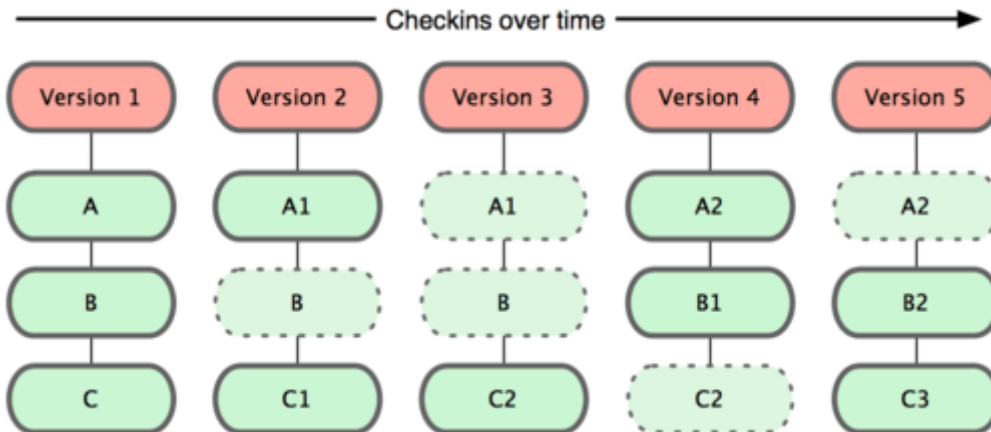 Checkins over time
Version 1 Version 2 Version 3 Version 4 Version 5
A A1 A1 A2 A2
B B B B1 B2
C C1 C2 C2 C3